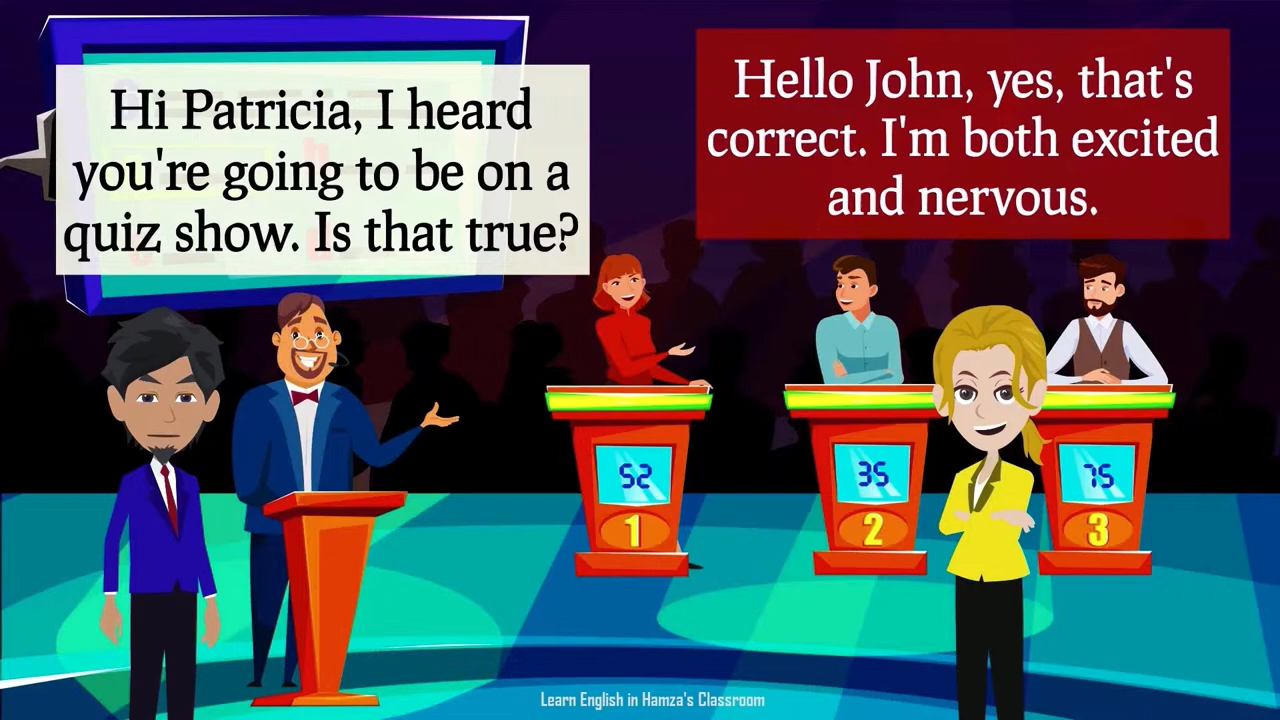 Hi Patricia, I heard
you're going to be on a
quiz show. Is that true?
Hello John, yes, that's
correct. I'm both excited
and nervous.
52
1
35
2
75
3
Learn English in Hamza's Classroom